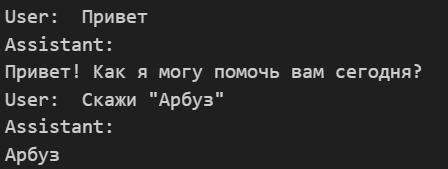 User:  Привет
Assistant:
Привет! Как я могу помочь вам сегодня?
User:  Скажи "Арбуз"
Assistant:
Арбуз